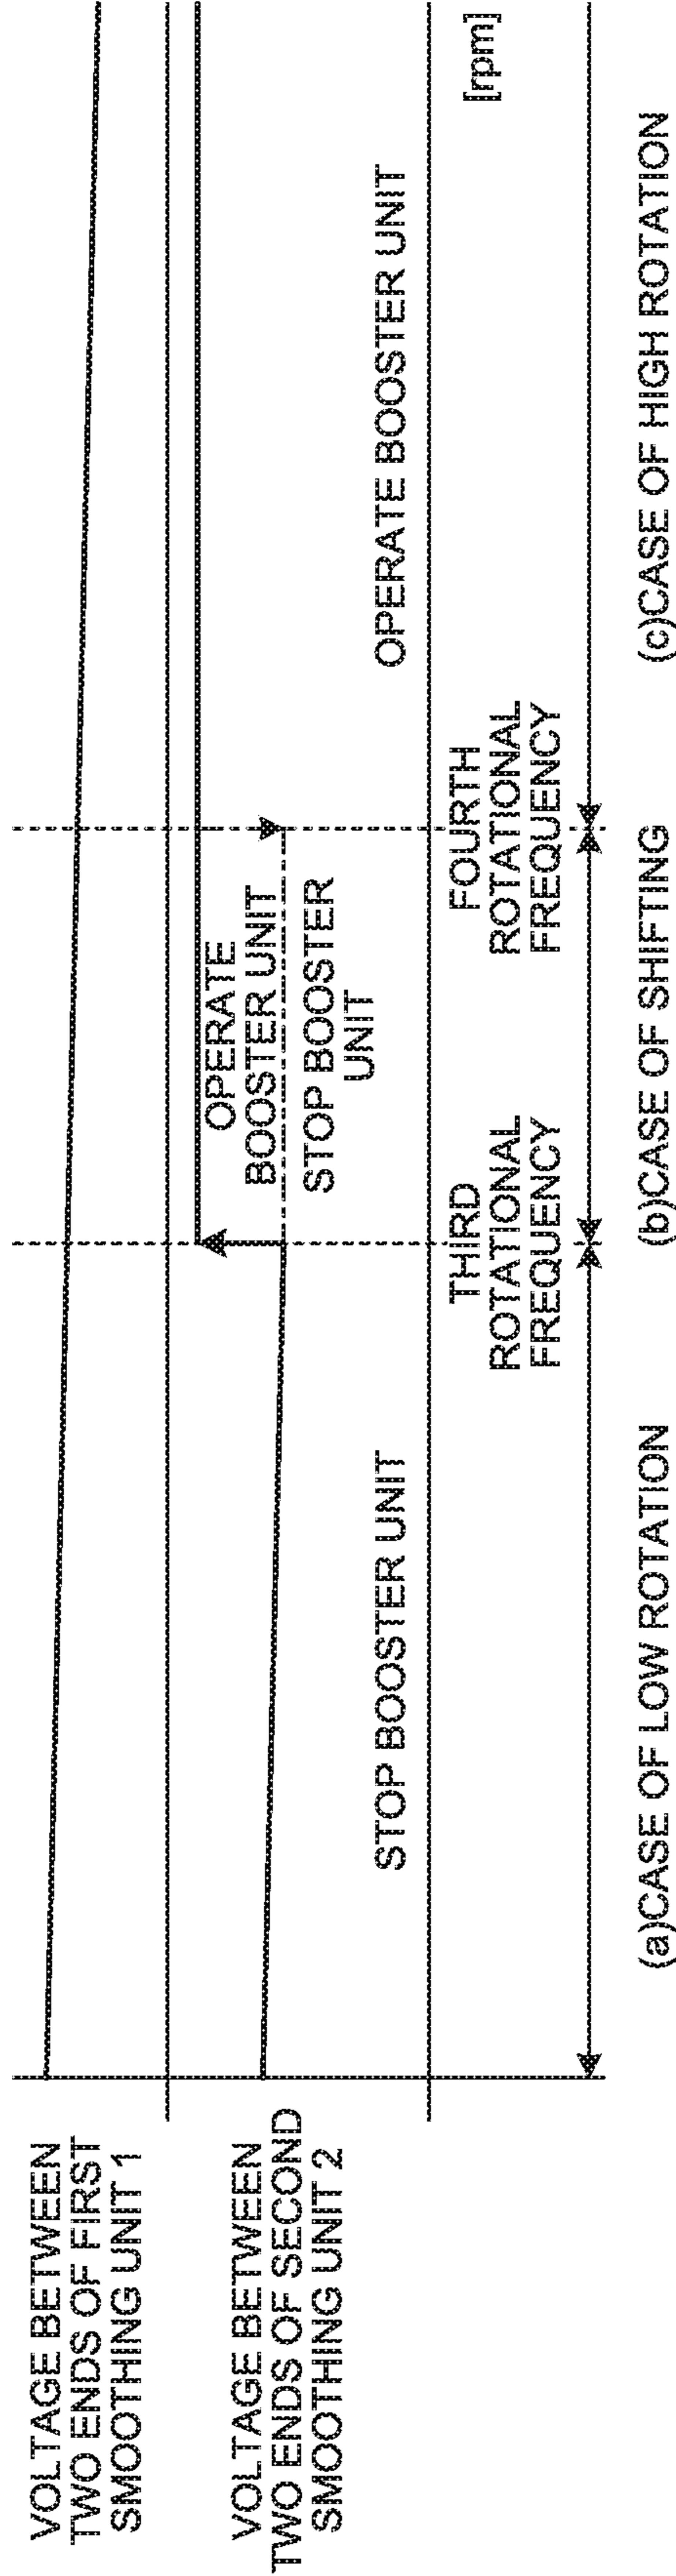 VOLTAGE BETWEEN
TWO ENDS OF FIRST
SMOOTHING UNIT 1
VOLTAGE BETWEEN
TWO ENDS OF SECOND
SMOOTHING UNIT 2
OPERATE
BOOSTER UNIT
STOP BOOSTER
UNIT
STOP BOOSTER UNIT
OPERATE BOOSTER UNIT
THIRD
ROTATIONAL
FREQUENCY
FOURTH
ROTATIONAL
FREQUENCY
[rpm]
(a)CASE OF LOW ROTATION
(b)CASE OF SHIFTING
(c)CASE OF HIGH ROTATION